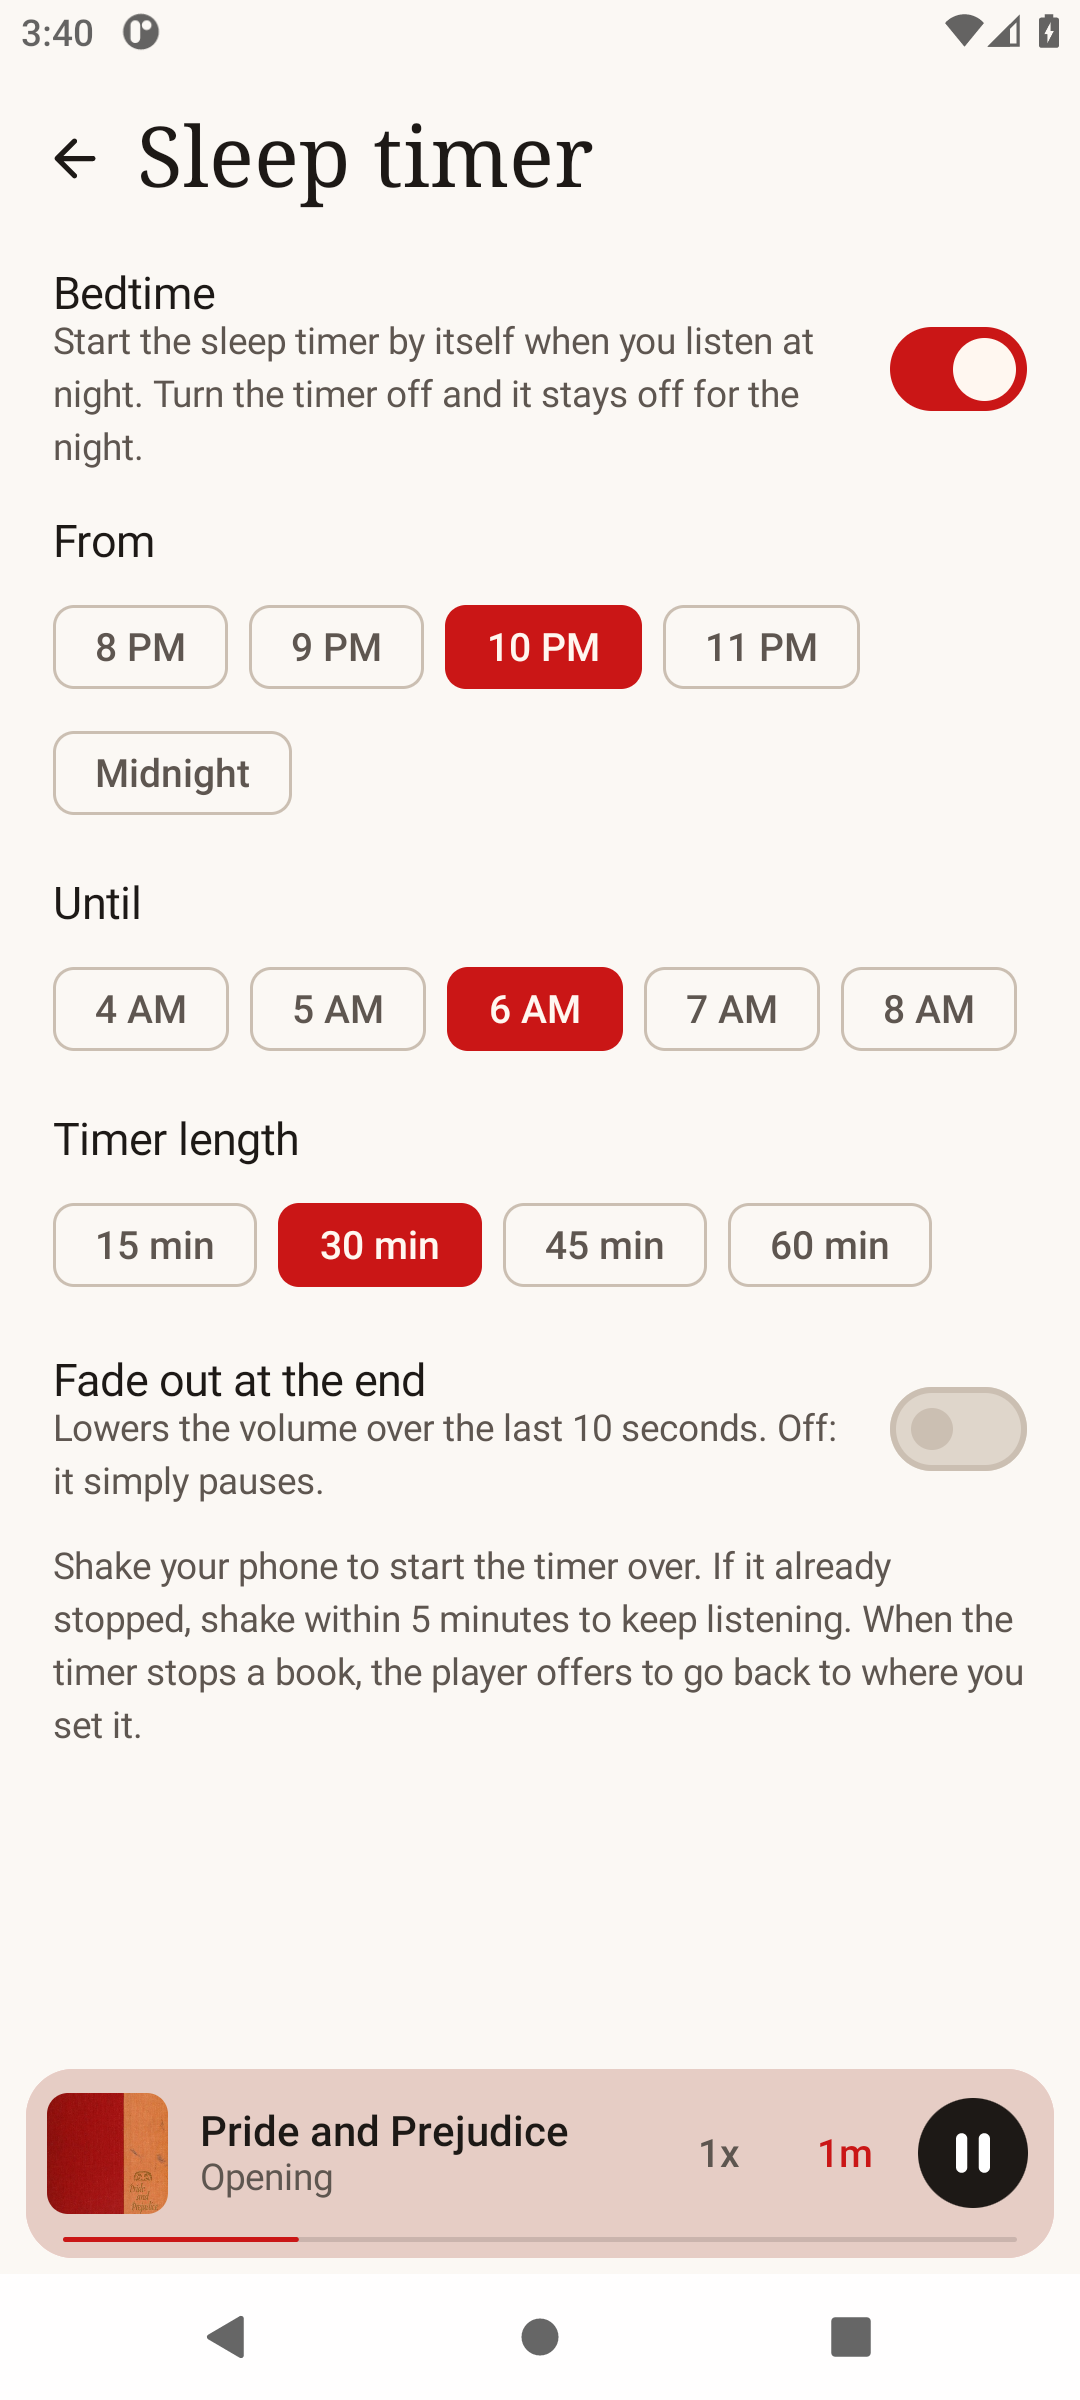 3:40
Sleep timer
Bedtime
Start the sleep timer by itself when you listen at
night. Turn the timer off and it stays off for the
night.
From
8 PM 9 PM 10 PM 11 PM
Midnight
Until
4 AM 5 AM 6 AM 7 AM 8 AM
Timer length
15 min 30 min 45 min 60 min
Fade out at the end
Lowers the volume over the last 10 seconds. Off:
it simply pauses.
Shake your phone to start the timer over. If it already
stopped, shake within 5 minutes to keep listening. When the
timer stops a book, the player offers to go back to where you
set it.
Pride and Prejudice
Opening
1x 1m
Pride
and
Prejudice